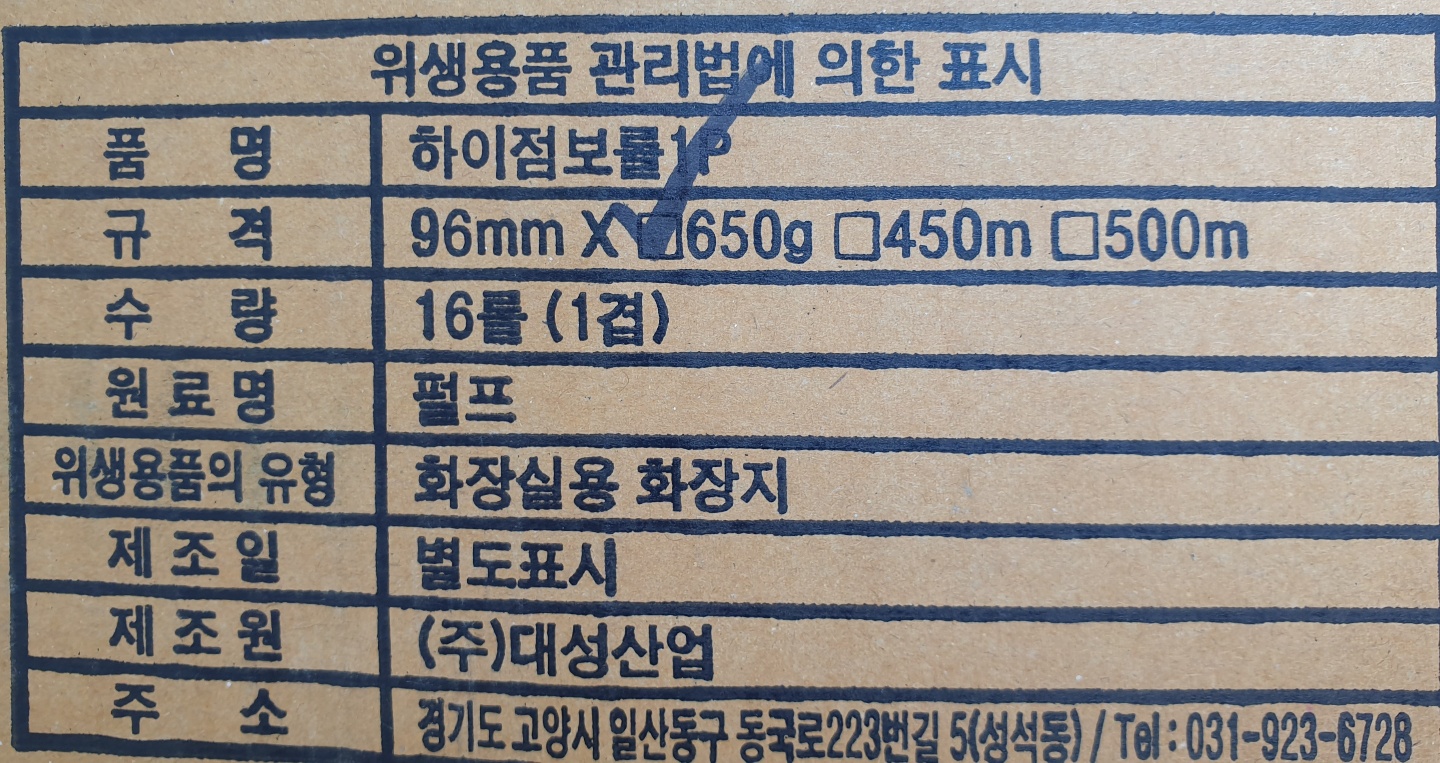 위생용품 관리법에 의한 표시
품 명 하이점보롤1P
규 격 96mm X □650g □450m □500m
수 량 16롤 (1겹)
원료명 펄프
위생용품의 유형 화장실용 화장지
제조일 별도표시
제조원 (주)대성산업
주 소 경기도 고양시 일산동구 동국로223번길 5(성석동) / Tel : 031-923-6728